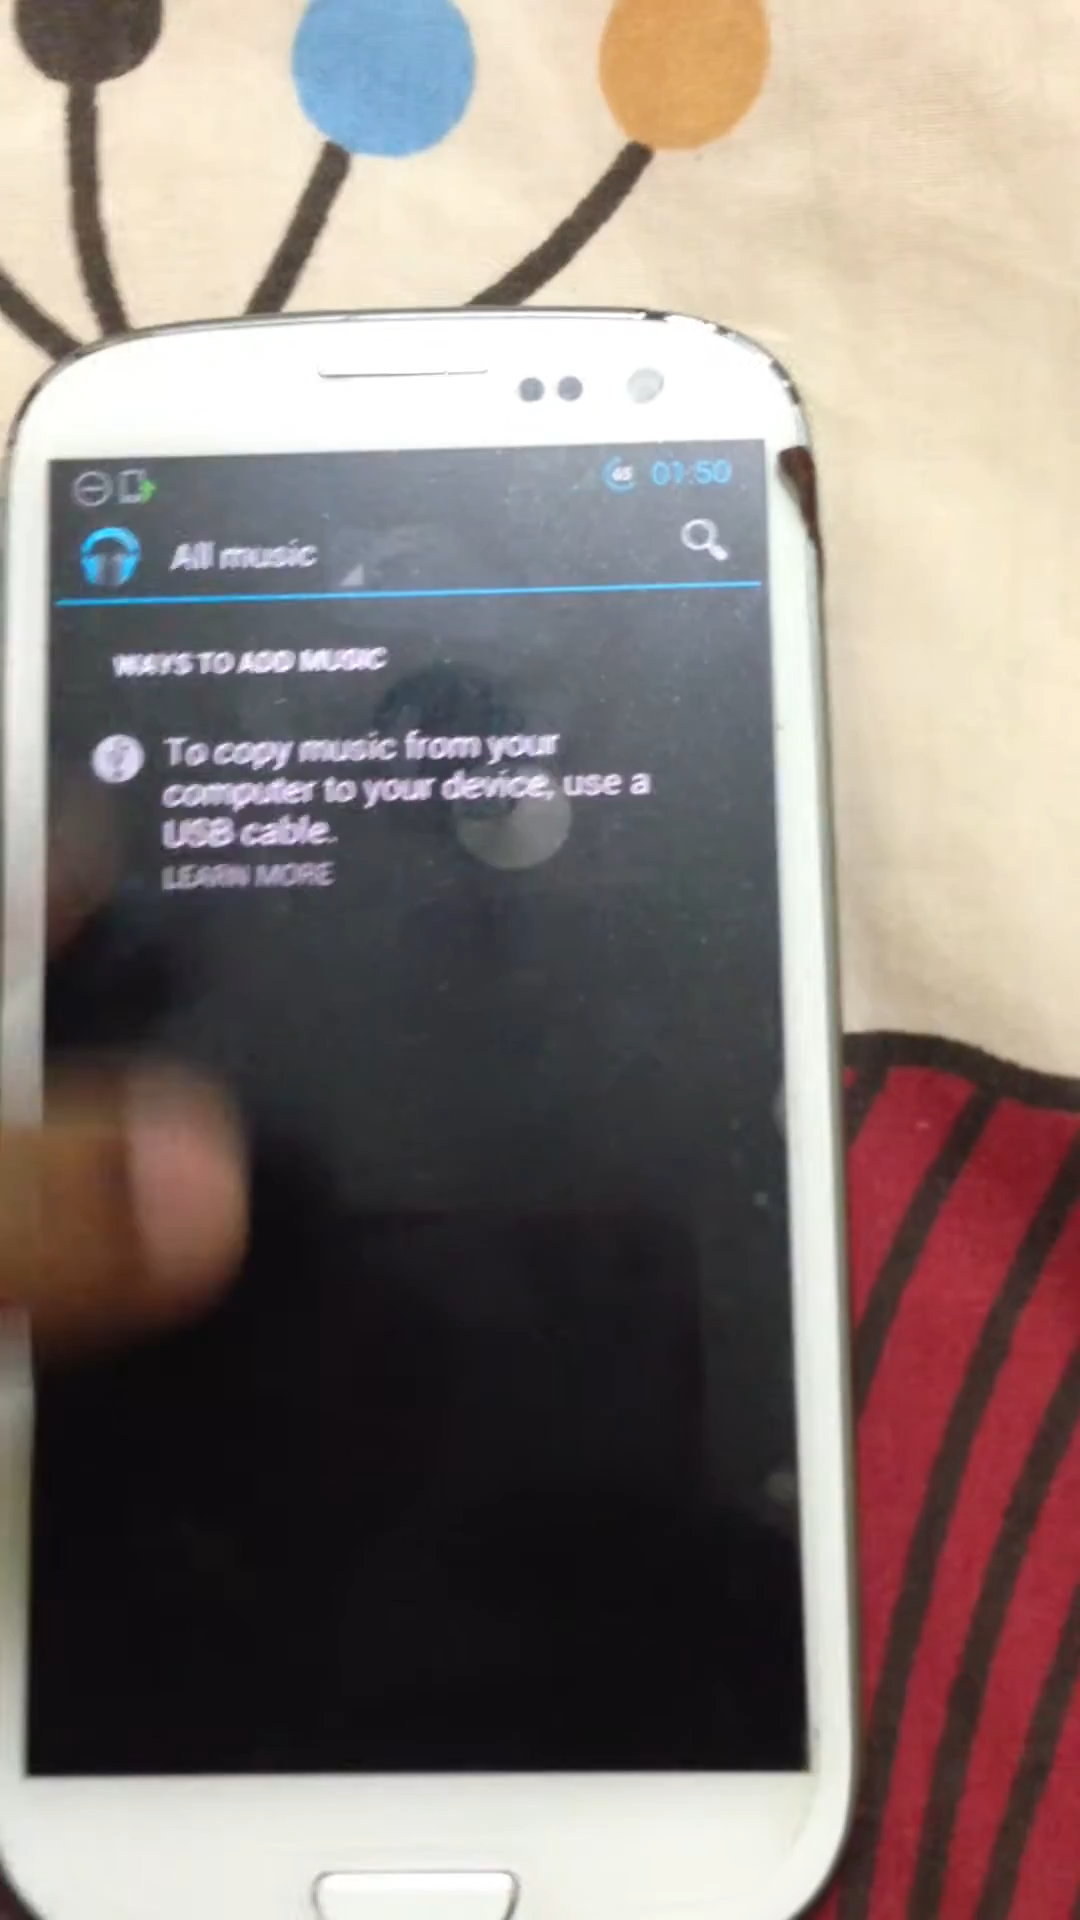 65 01:50
All music
WAYS TO ADD MUSIC
To copy music from your
computer to your device, use a
USB cable.
LEARN MORE